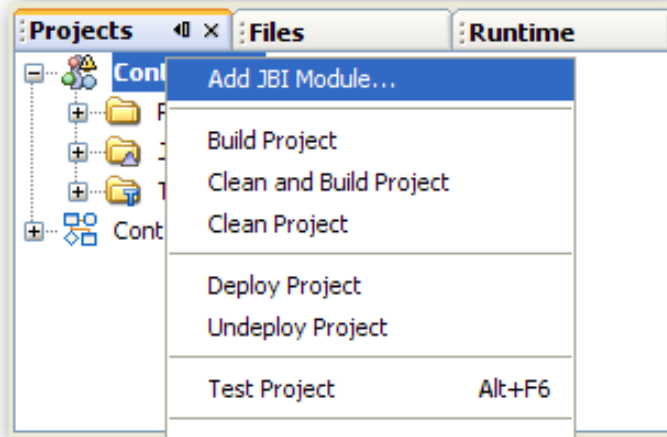 Projects Files Runtime
Add JBI Module...
Build Project
Clean and Build Project
Clean Project
Cont
Deploy Project
Undeploy Project
Test Project Alt+F6